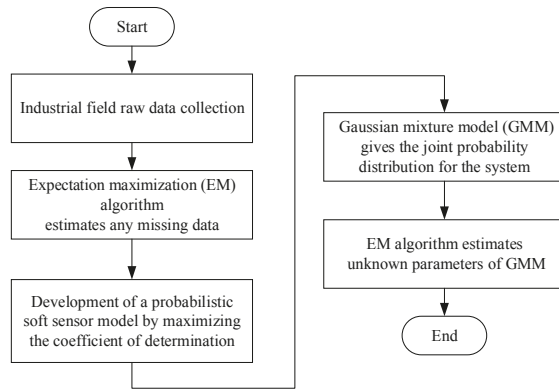 Start
Industrial field raw data collection
Expectation maximization (EM)
algorithm
estimates any missing data
Development of a probabilistic
soft sensor model by maximizing
the coefficient of determination
Gaussian mixture model (GMM)
gives the joint probability
distribution for the system
EM algorithm estimates
unknown parameters of GMM
End